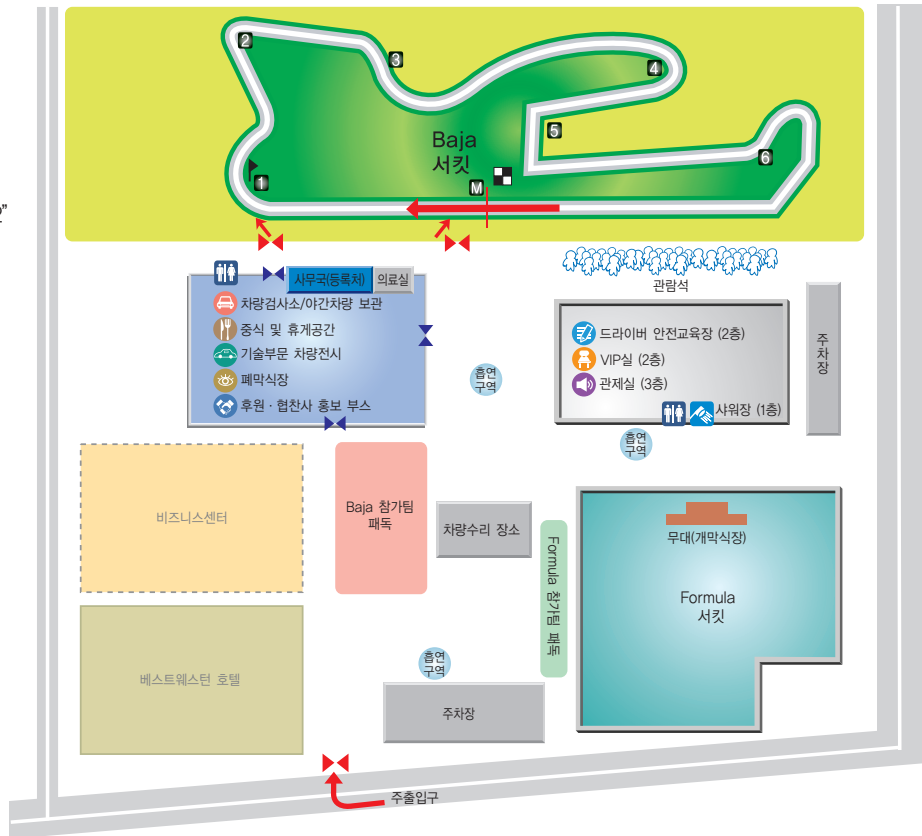 2
3
4
5
6
1
M
Baja
서킷
2"
사무국(등록처)
의료실
차량검사소/야간차량 보관
중식 및 휴게공간
기술부문 차량전시
폐막식장
후원 · 협찬사 홍보 부스
관람석
드라이버 안전교육장 (2층)
VIP실 (2층)
관제실 (3층)
샤워장 (1층)
주차장
흡연
구역
흡연
구역
비즈니스센터
Baja 참가팀
패독
차량수리 장소
Formula 참가팀 패독
무대(개막식장)
Formula
서킷
베스트웨스턴 호텔
흡연
구역
주차장
주출입구